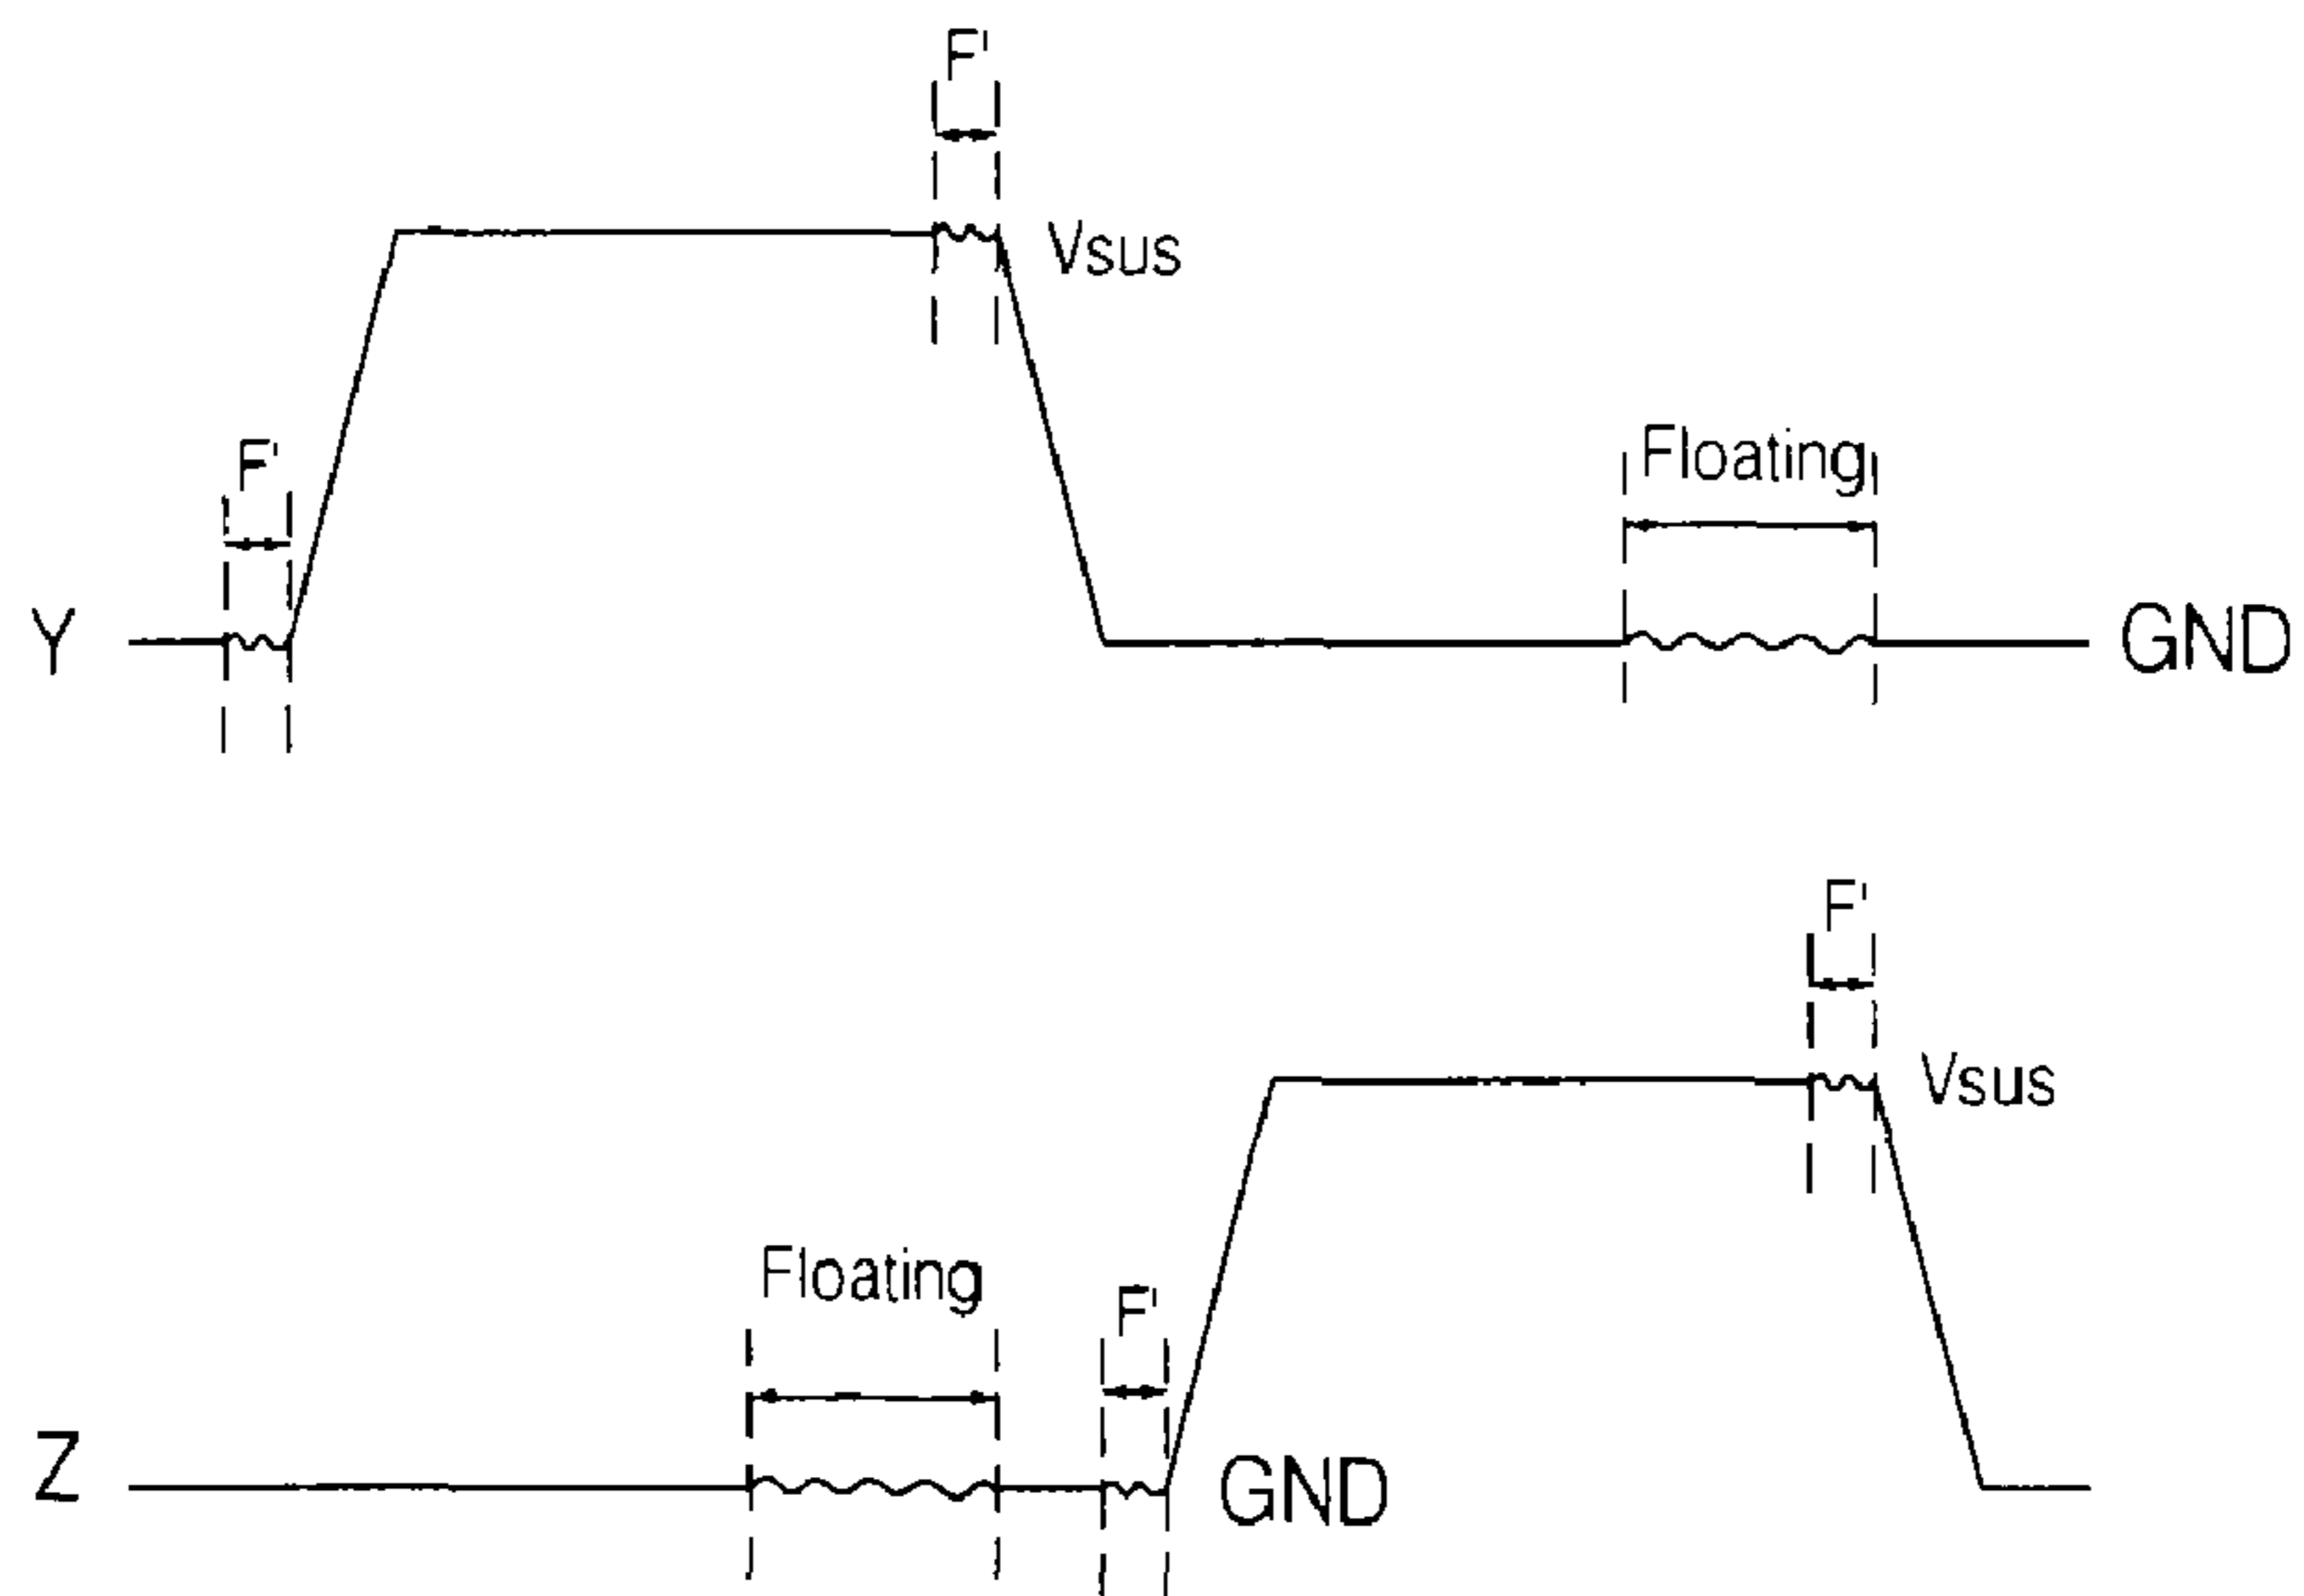 F'
Vsus
F'
Floating
Y
GND
F'
Vsus
Floating
F'
Z
GND